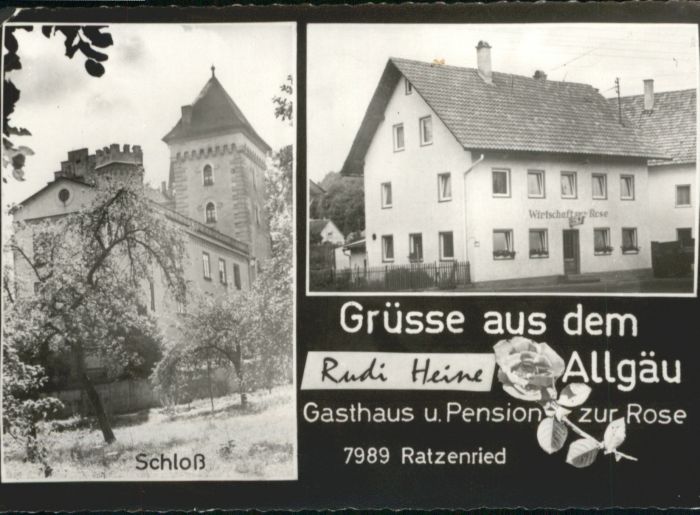 Schloß
Wirtschaft zur Rose
Grüsse aus dem
Rudi Heine Allgäu
Gasthaus u. Pension zur Rose
7989 Ratzenried